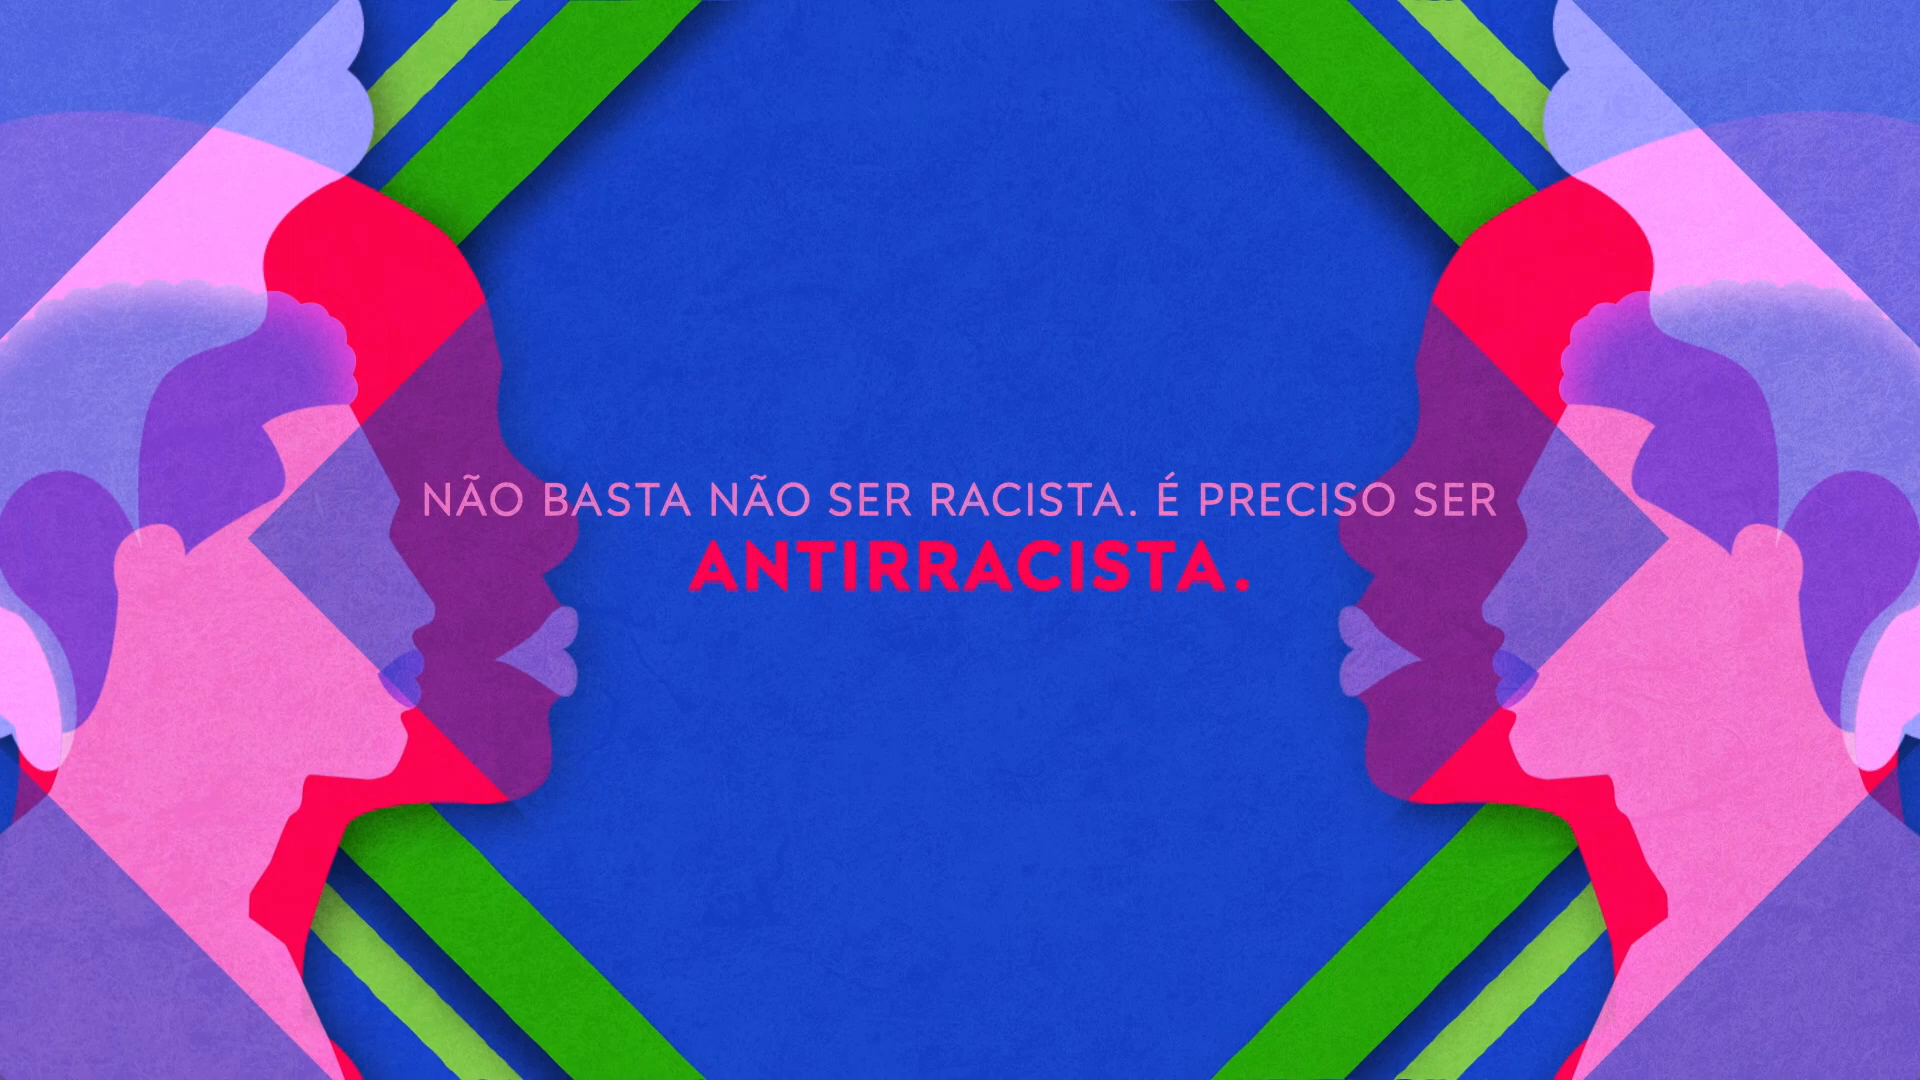 NÃO BASTA NÃO SER RACISTA. É PRECISO SER
ANTIRRACISTA.